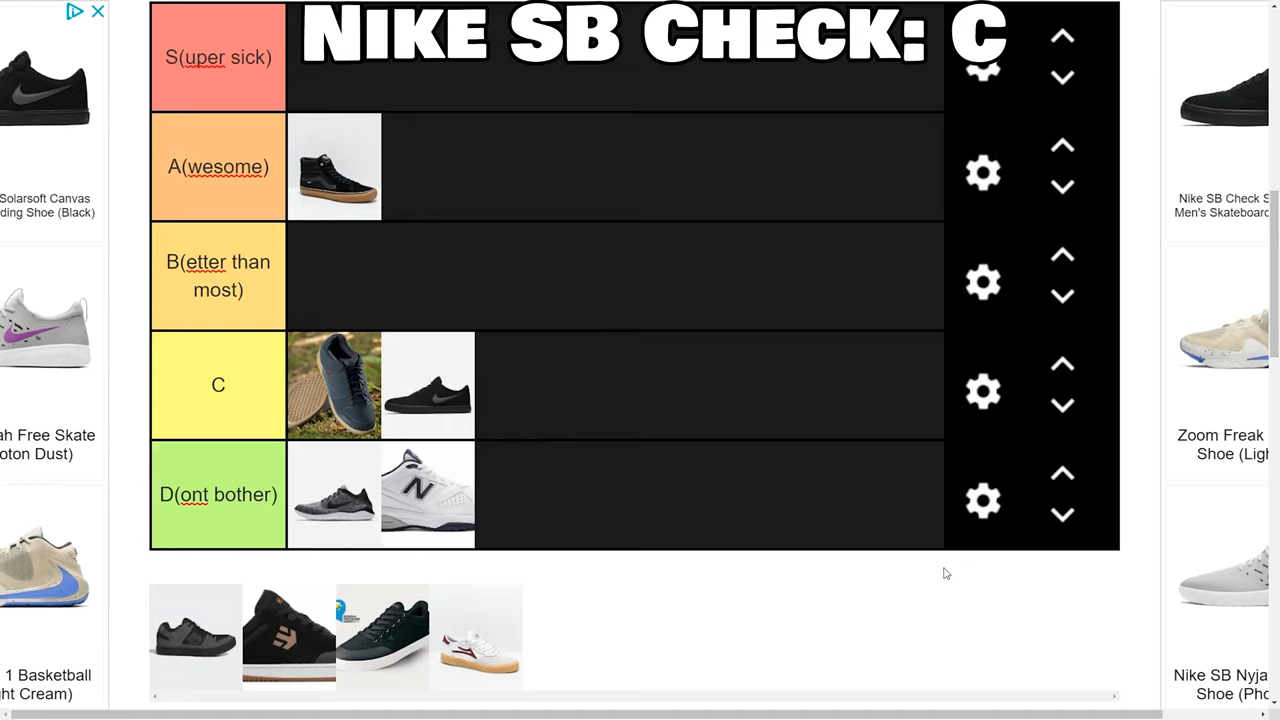 NIKE SB CHECK: C
S(uper sick)
A(wesome)
B(etter than
most)
C
D(ont bother)
N
Solarsoft Canvas
ding Shoe (Black)
ah Free Skate
oton Dust)
1 Basketball
ght Cream)
Nike SB Check S
Men's Skateboard
Zoom Freak
Shoe (Ligh
Nike SB Nyja
Shoe (Pho